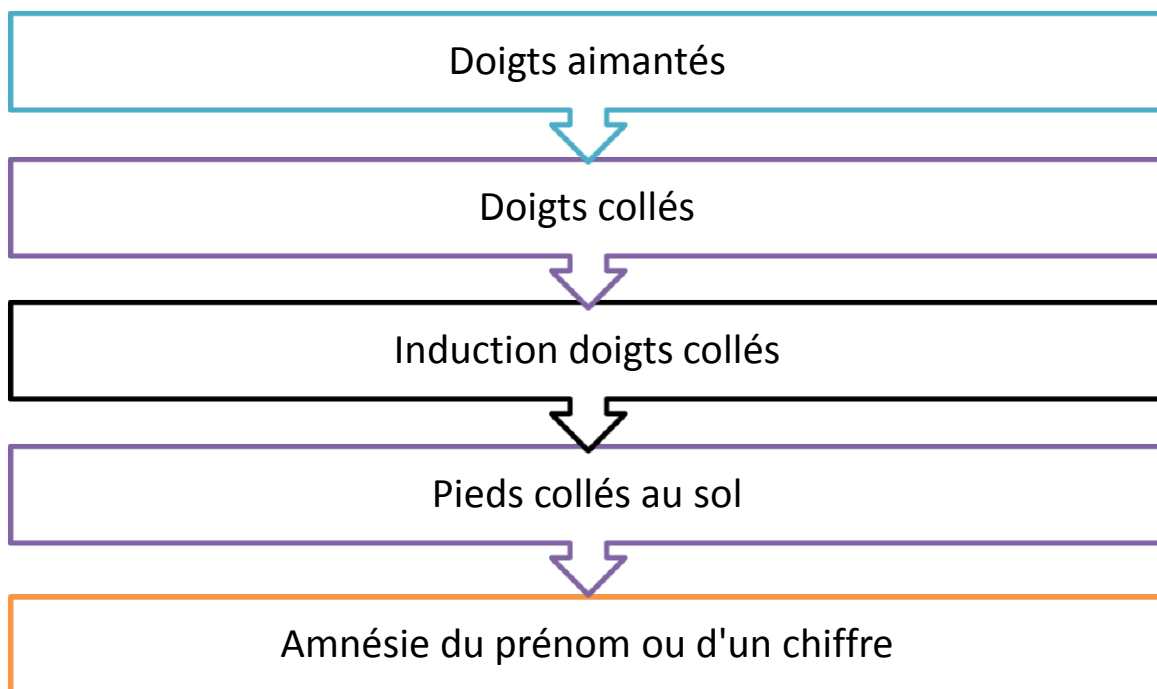 Doigts aimantés
Doigts collés
Induction doigts collés
Pieds collés au sol
Amnésie du prénom ou d'un chiffre